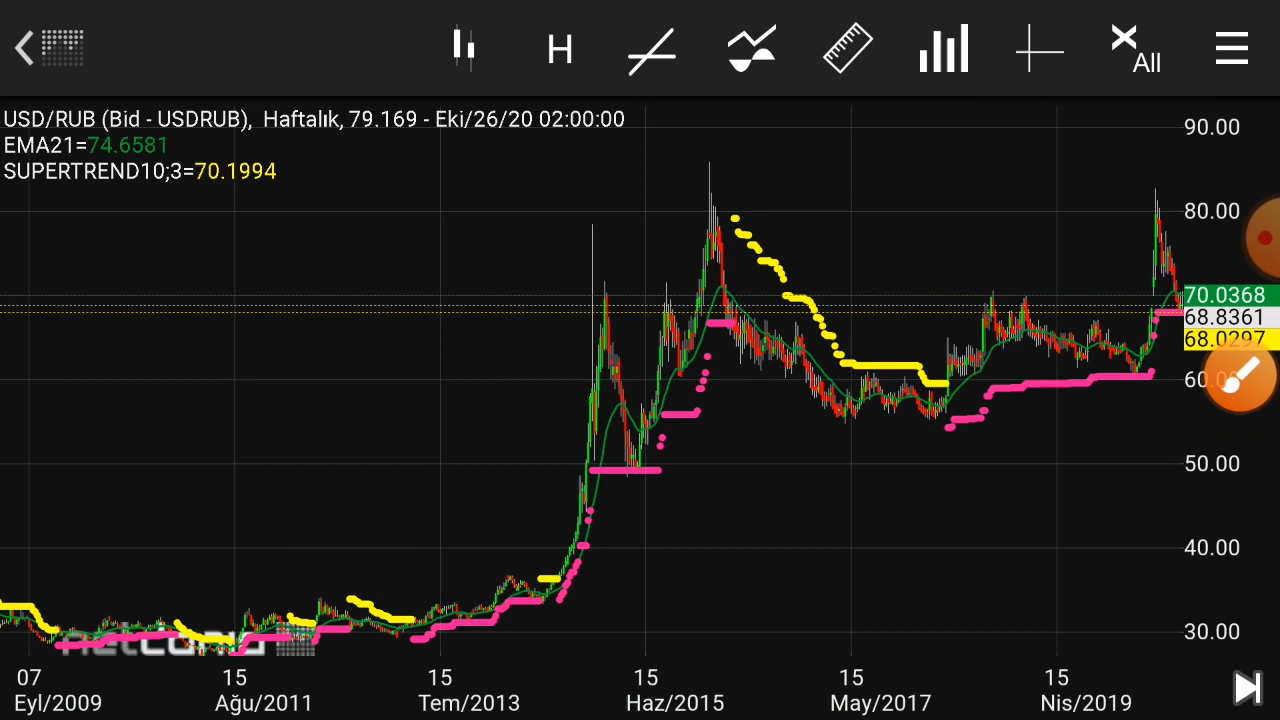 H
All
USD/RUB (Bid - USDRUB), Haftalık, 79.169 - Eki/26/20 02:00:00
EMA21=74.6581
SUPERTREND10;3=70.1994
90.00
80.00
70.0368
68.8361
68.0297
60.00
50.00
40.00
30.00
07 15 15 15 15 15
Eyl/2009 Ağu/2011 Tem/2013 Haz/2015 May/2017 Nis/2019